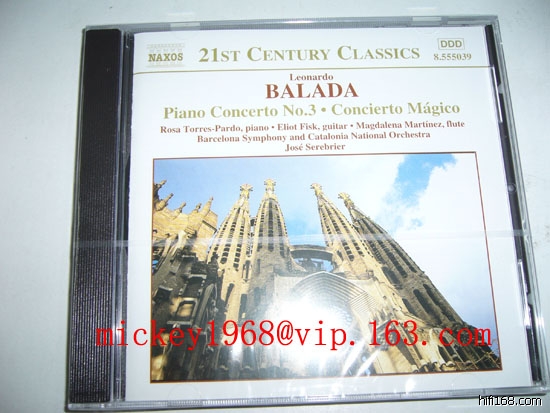 NAXOS
21ST CENTURY CLASSICS
DDD
8.555039
Leonardo
BALADA
Piano Concerto No.3 • Concierto Mágico
Rosa Torres-Pardo, piano • Eliot Fisk, guitar • Magdalena Martínez, flute
Barcelona Symphony and Catalonia National Orchestra
José Serebrier
mickey1968@vip.163.com
hifi168.com